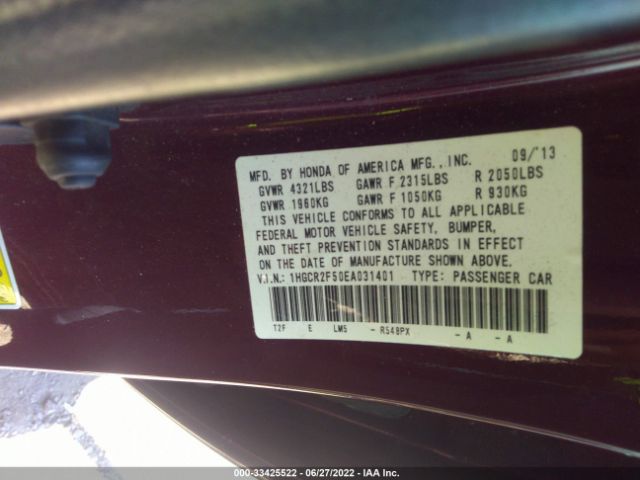 MFD. BY HONDA OF AMERICA MFG., INC. 09/'13
GVWR 4321LBS GAWR F 2315LBS R 2050LBS
GVWR 1960KG GAWR F 1050KG R 930KG
THIS VEHICLE CONFORMS TO ALL APPLICABLE
FEDERAL MOTOR VEHICLE SAFETY, BUMPER,
AND THEFT PREVENTION STANDARDS IN EFFECT
ON THE DATE OF MANUFACTURE SHOWN ABOVE.
V.I.N.: 1HGCR2F50EA031401 TYPE: PASSENGER CAR
T2F E LM5 - R548PX - A - A
000-33425522 - 06/27/2022 - IAA Inc.